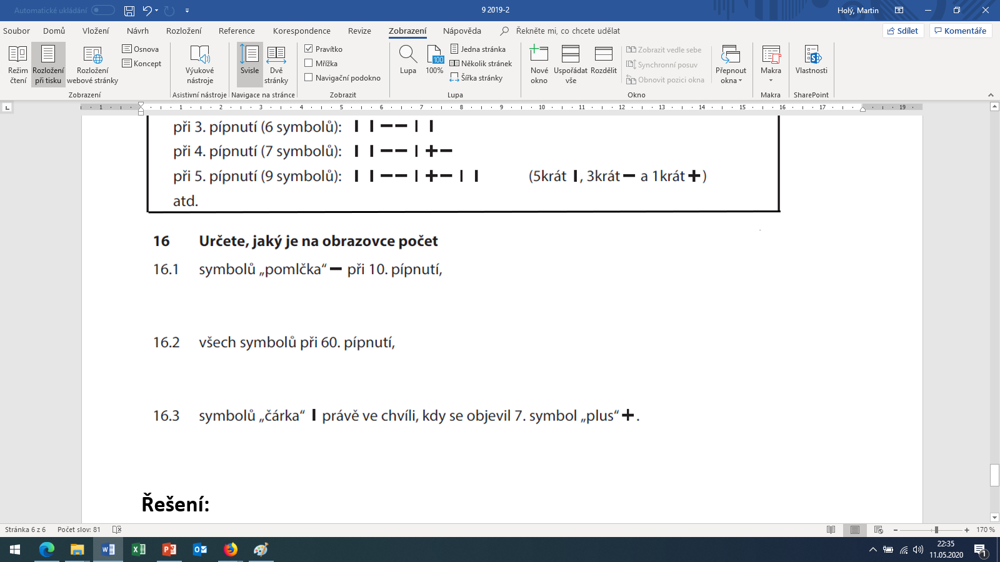 Automatické ukládání
9 2019-2
Holý, Martin
Soubor Domů Vložení Návrh Rozložení Reference Korespondence Revize Zobrazení Nápověda Řekněte mi, co chcete udělat Sdílet Komentáře
Režim čtení
Rozložení při tisku
Rozložení webové stránky
Osnova
Koncept
Zobrazení
Výukové nástroje
Asistivní nástroje
Svisle
Dvě stránky
Navigace na stránce
Pravítko
Mřížka
Navigační podokno
Zobrazit
Lupa
100%
100
Jedna stránka
Několik stránek
Šířka stránky
Lupa
Nové okno
Uspořádat vše
Rozdělit
Zobrazit vedle sebe
Synchronní posuv
Obnovit pozici okna
Přepnout okna
Okno
Makra
Makra
Vlastnosti
SharePoint
1 1 2 3 4 5 6 7 8 9 10 11 12 13 14 15 16 17 19
při 3. pípnutí (6 symbolů): I I — — I I
při 4. pípnutí (7 symbolů): I I — — I + —
při 5. pípnutí (9 symbolů): I I — — I + — I I (5krát I, 3krát — a 1krát +)
atd.
16 Určete, jaký je na obrazovce počet
16.1 symbolů „pomlčka“ — při 10. pípnutí,
16.2 všech symbolů při 60. pípnutí,
16.3 symbolů „čárka“ I právě ve chvíli, kdy se objevil 7. symbol „plus“ +.
Řešení:
Stránka 6 z 6 Počet slov: 81 170 %
22:35
11.05.2020
1